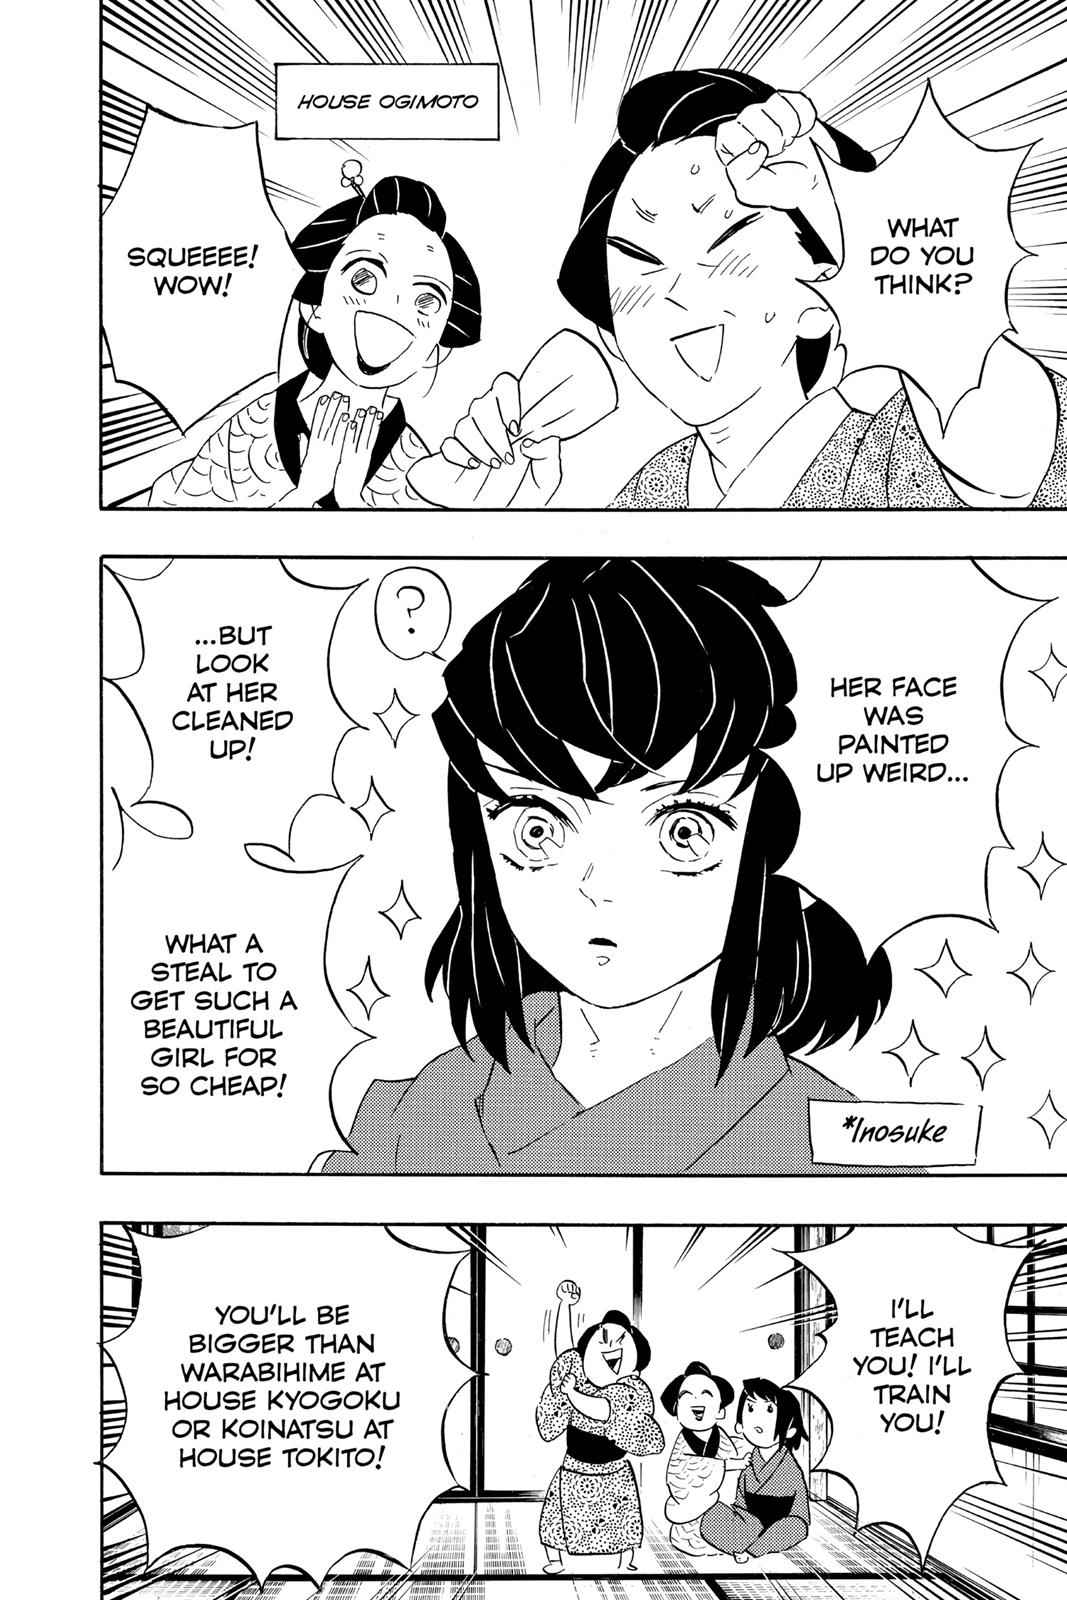 HOUSE OGIMOTO
WHAT
DO YOU
THINK?
SQUEEEE!
WOW!
HER FACE
WAS
PAINTED
UP WEIRD...
?
...BUT
LOOK
AT HER
CLEANED
UP!
WHAT A
STEAL TO
GET SUCH A
BEAUTIFUL
GIRL FOR
SO CHEAP!
*Inosuke
I'LL
TEACH
YOU! I'LL
TRAIN
YOU!
YOU'LL BE
BIGGER THAN
WARABIHIME AT
HOUSE KYOGOKU
OR KOINATSU AT
HOUSE TOKITO!